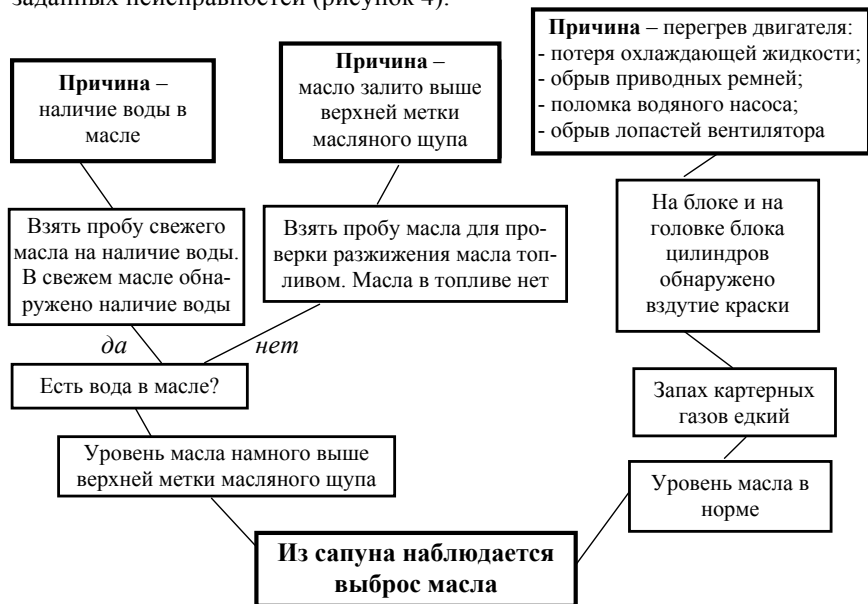 заданных неисправностей (рисунок 4).
Причина –
наличие воды в
масле
Причина –
масло залито выше
верхней метки
масляного щупа
Причина – перегрев двигателя:
- потеря охлаждающей жидкости;
- обрыв приводных ремней;
- поломка водяного насоса;
- обрыв лопастей вентилятора
Взять пробу свежего
масла на наличие воды.
В свежем масле обна-
ружено наличие воды
Взять пробу масла для про-
верки разжижения масла топ-
ливом. Масла в топливе нет
На блоке и на
головке блока
цилиндров
обнаружено
вздутие краски
да
нет
Есть вода в масле?
Запах картерных
газов едкий
Уровень масла намного выше
верхней метки масляного щупа
Уровень масла в
норме
Из сапуна наблюдается
выброс масла